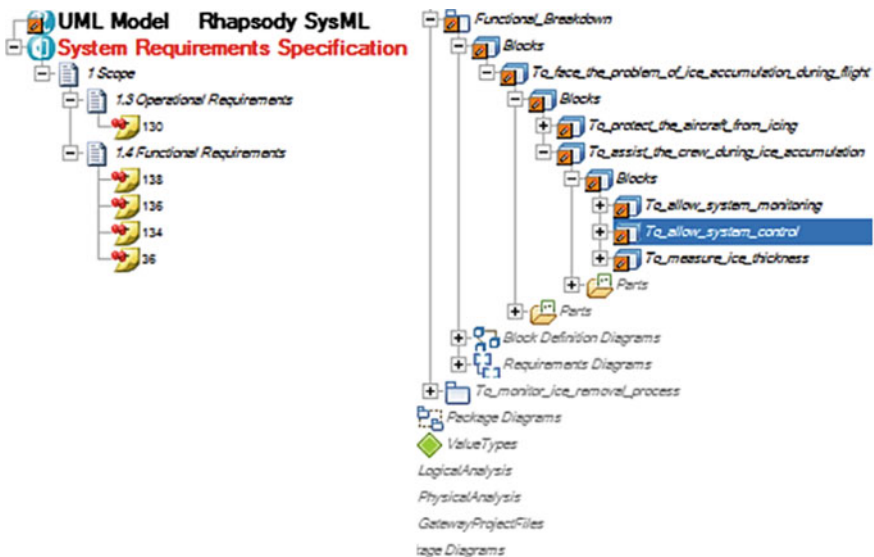 UML Model Rhapsody SysML
System Requirements Specification
1 Scope
1.3 Operational Requirements
130
1.4 Functional Requirements
138
136
134
36
Functional_Breakdown
Blocks
To_face_the_problem_of_ice_accumulation_during_flight
Blocks
To_protect_the_aircraft_from_icing
To_assist_the_crew_during_ice_accumulation
Blocks
To_allow_system_monitoring
To_allow_system_control
To_measure_ice_thickness
Parts
Parts
Block Definition Diagrams
Requirements Diagrams
To_monitor_ice_removal_process
Package Diagrams
ValueTypes
LogicalAnalysis
PhysicalAnalysis
GatewayProjectFiles
kage Diagrams